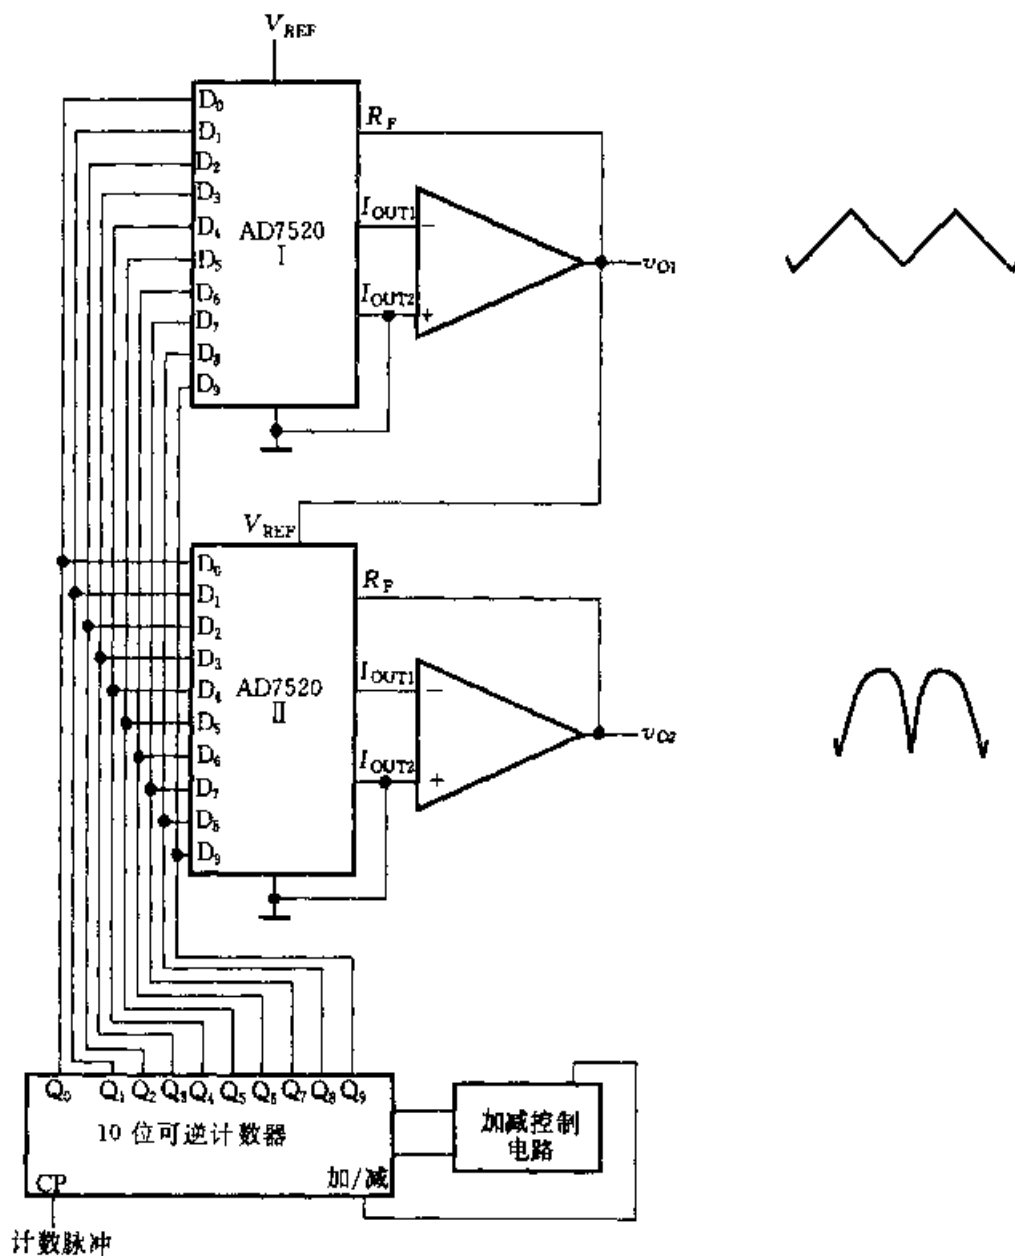 V_REF
D₀
D₁
D₂
D₃
D₄
D₅
D₆
D₇
D₈
D₉
AD7520
Ⅰ
R_F
I_OUT1
I_OUT2
−
+
v_O1
V_REF
D₀
D₁
D₂
D₃
D₄
D₅
D₆
D₇
D₈
D₉
AD7520
Ⅱ
R_F
I_OUT1
I_OUT2
−
+
v_O2
Q₀ Q₁ Q₂ Q₃ Q₄ Q₅ Q₆ Q₇ Q₈ Q₉
10 位可逆计数器
CP
加/减
加减控制
电路
计数脉冲